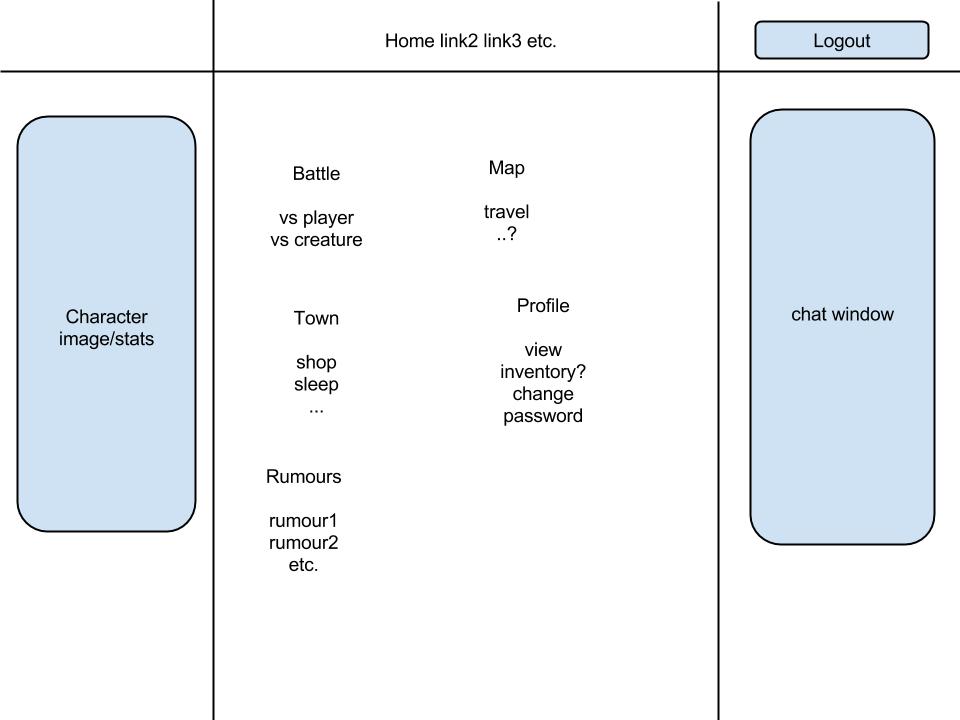 Home link2 link3 etc.
Logout
Character
image/stats
Battle
vs player
vs creature
Map
travel
..?
Town
shop
sleep
...
Profile
view
inventory?
change
password
Rumours
rumour1
rumour2
etc.
chat window